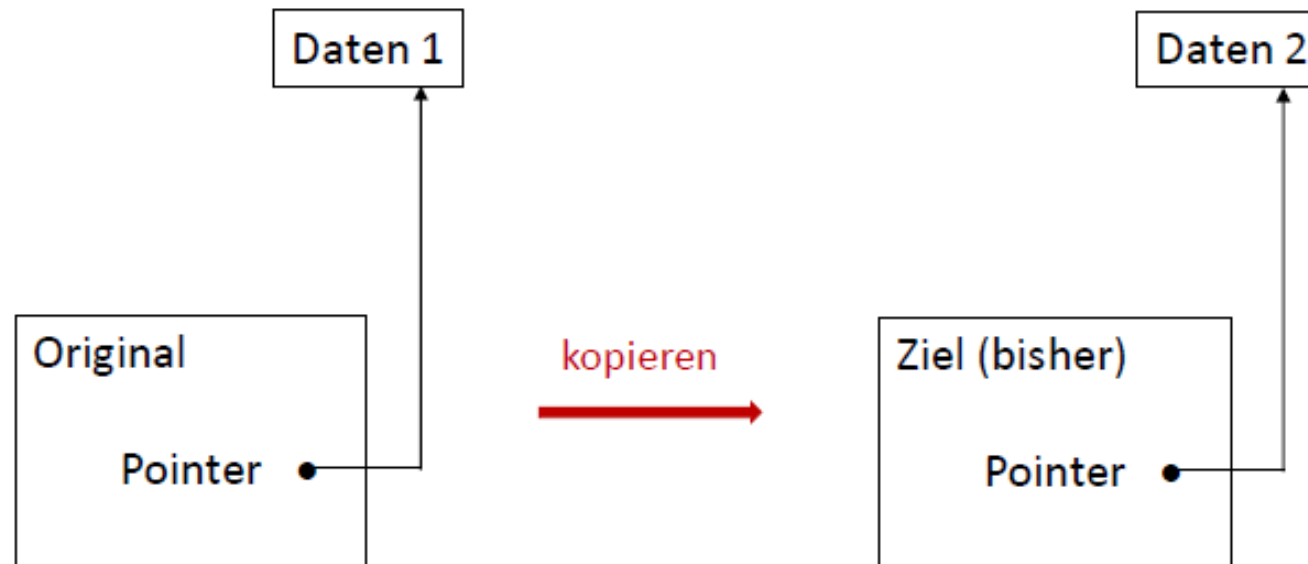 Daten 1
Daten 2
Original
kopieren
Ziel (bisher)
Pointer
Pointer